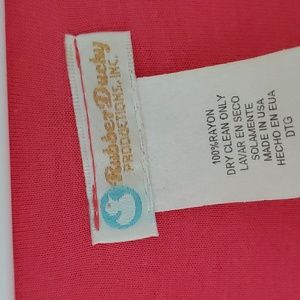 Rubber Ducky
PRODUCTIONS, INC.
100%RAYON
DRY CLEAN ONLY
LAVAR EN SECO
SOLAMENTE
MADE IN USA
HECHO EN EUA
DTG